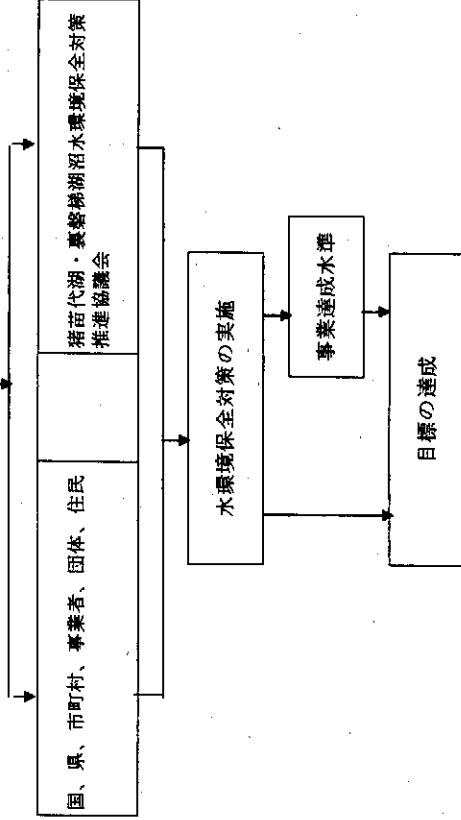 国、県、市町村、事業者、団体、住民
猪苗代湖・裏磐梯湖沼水環境保全対策
推進協議会
水環境保全対策の実施
事業達成水準
目標の達成